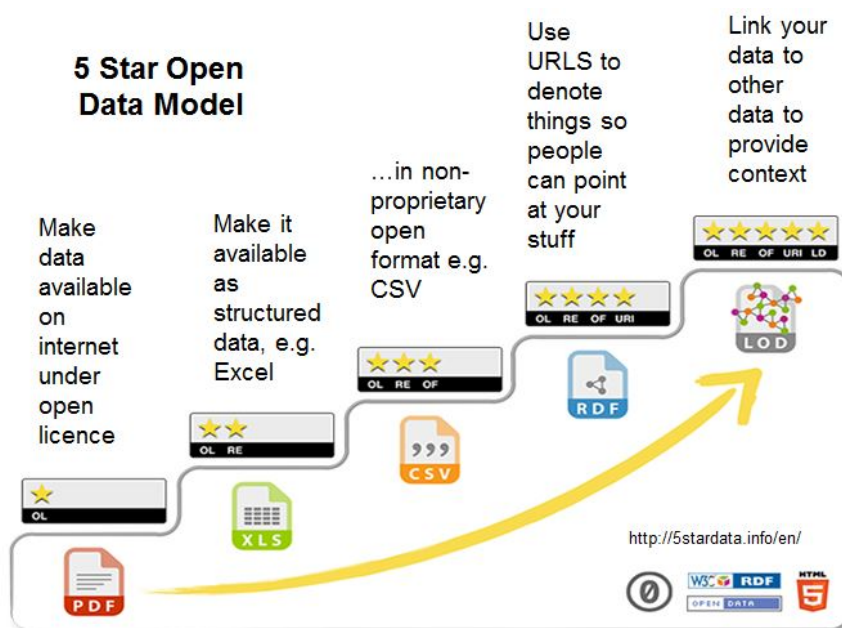 5 Star Open
Data Model
Make
data
available
on
internet
under
open
licence
OL
PDF
Make it
available
as
structured
data, e.g.
Excel
OL RE
XLS
…in non-
proprietary
open
format e.g.
CSV
OL RE OF
CSV
Use
URLS to
denote
things so
people
can point
at your
stuff
OL RE OF URI
RDF
Link your
data to
other
data to
provide
context
OL RE OF URI LD
LOD
http://5stardata.info/en/
0
W3C RDF
OPEN DATA
HTML
5